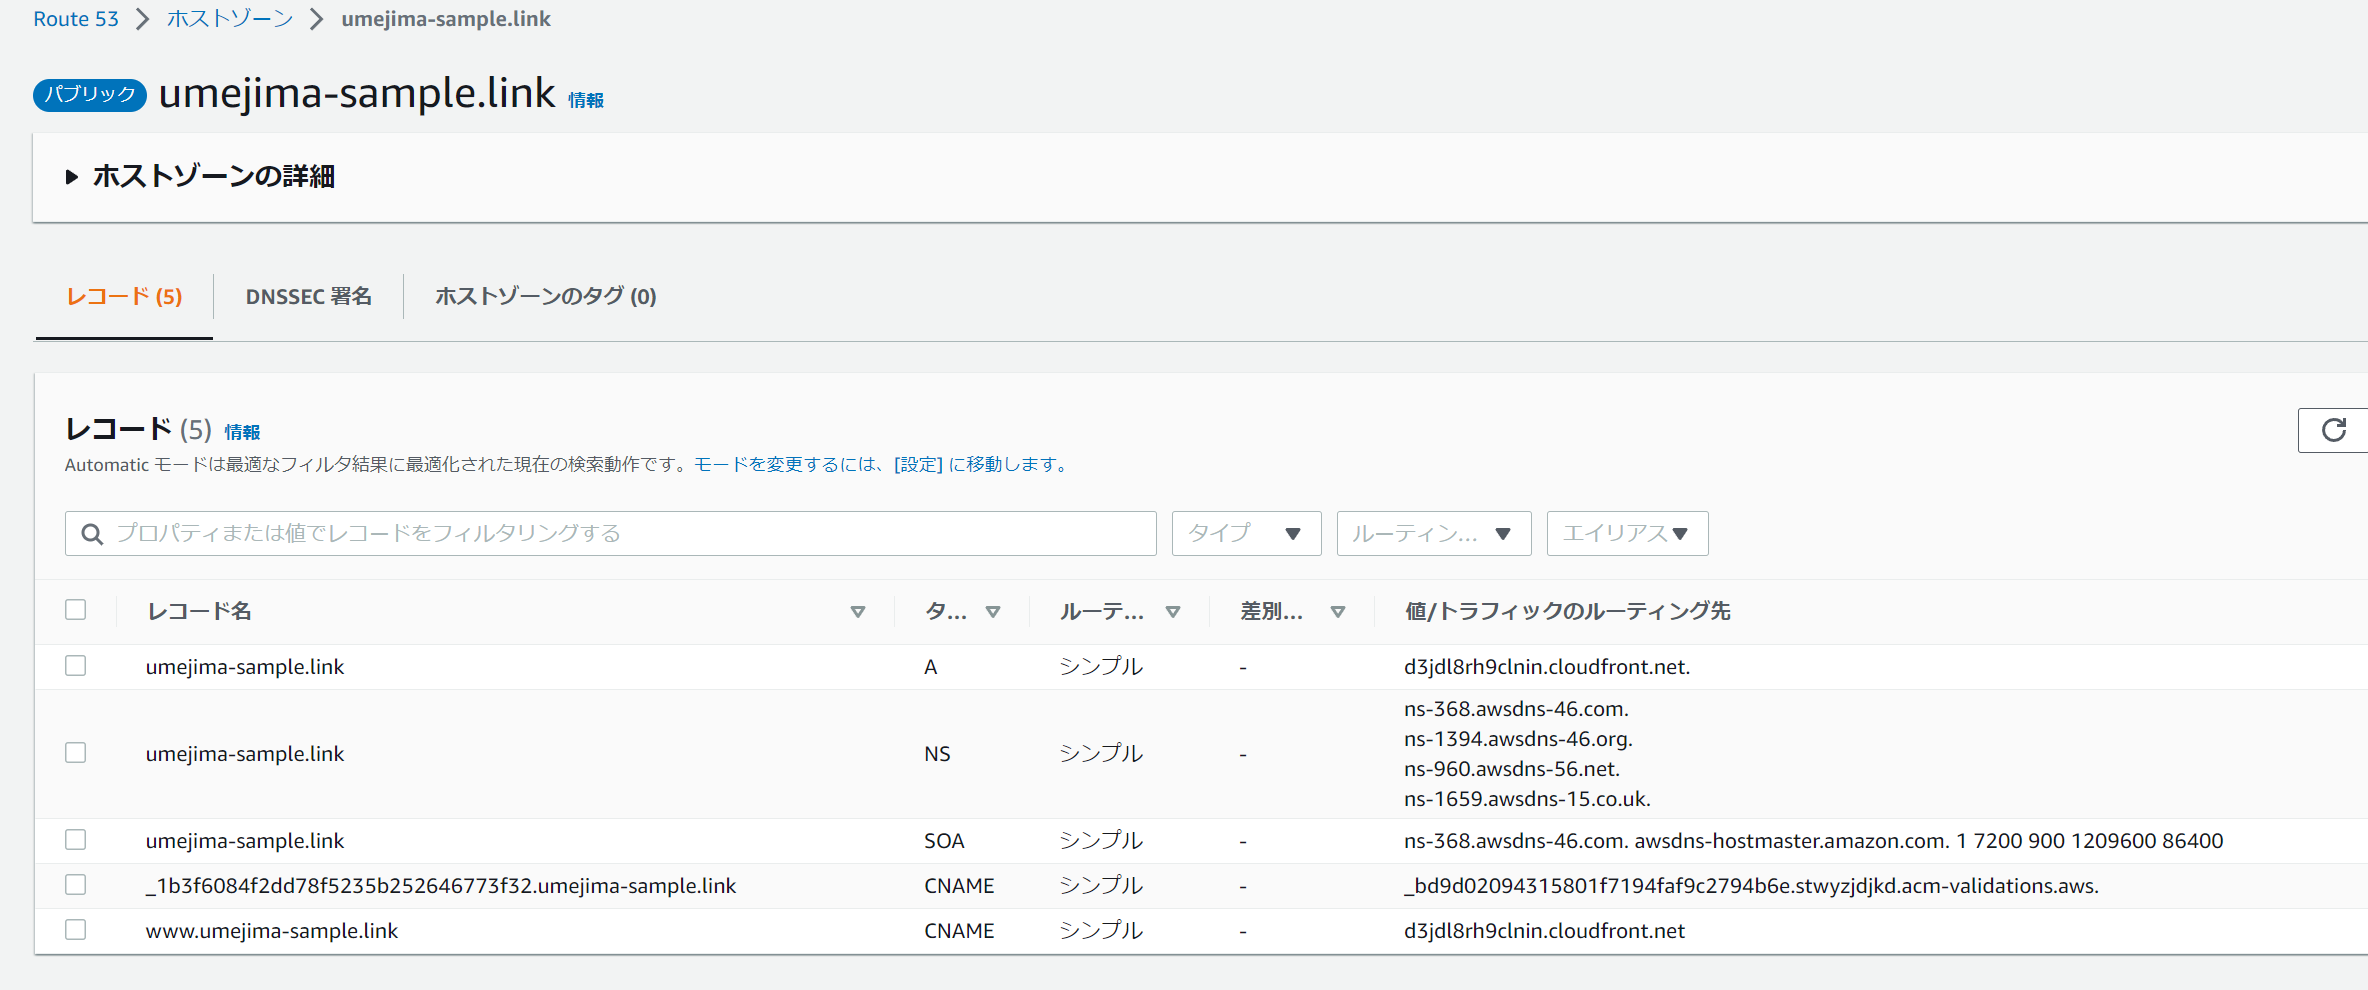 Route 53 > ホストゾーン > umejima-sample.link
パブリック umejima-sample.link 情報
ホストゾーンの詳細
レコード (5) DNSSEC 署名 ホストゾーンのタグ (0)
レコード (5) 情報
Automatic モードは最適なフィルタ結果に最適化された現在の検索動作です。モードを変更するには、[設定] に移動します。
プロパティまたは値でレコードをフィルタリングする タイプ ルーティン... エイリアス
レコード名 タ... ルーテ... 差別... 値/トラフィックのルーティング先
umejima-sample.link A シンプル - d3jdl8rh9clnin.cloudfront.net.
ns-368.awsdns-46.com.
ns-1394.awsdns-46.org.
umejima-sample.link NS シンプル -
ns-960.awsdns-56.net.
ns-1659.awsdns-15.co.uk.
umejima-sample.link SOA シンプル - ns-368.awsdns-46.com. awsdns-hostmaster.amazon.com. 1 7200 900 1209600 86400
_1b3f6084f2dd78f5235b252646773f32.umejima-sample.link CNAME シンプル - _bd9d02094315801f7194faf9c2794b6e.stwyzjdjkd.acm-validations.aws.
www.umejima-sample.link CNAME シンプル - d3jdl8rh9clnin.cloudfront.net